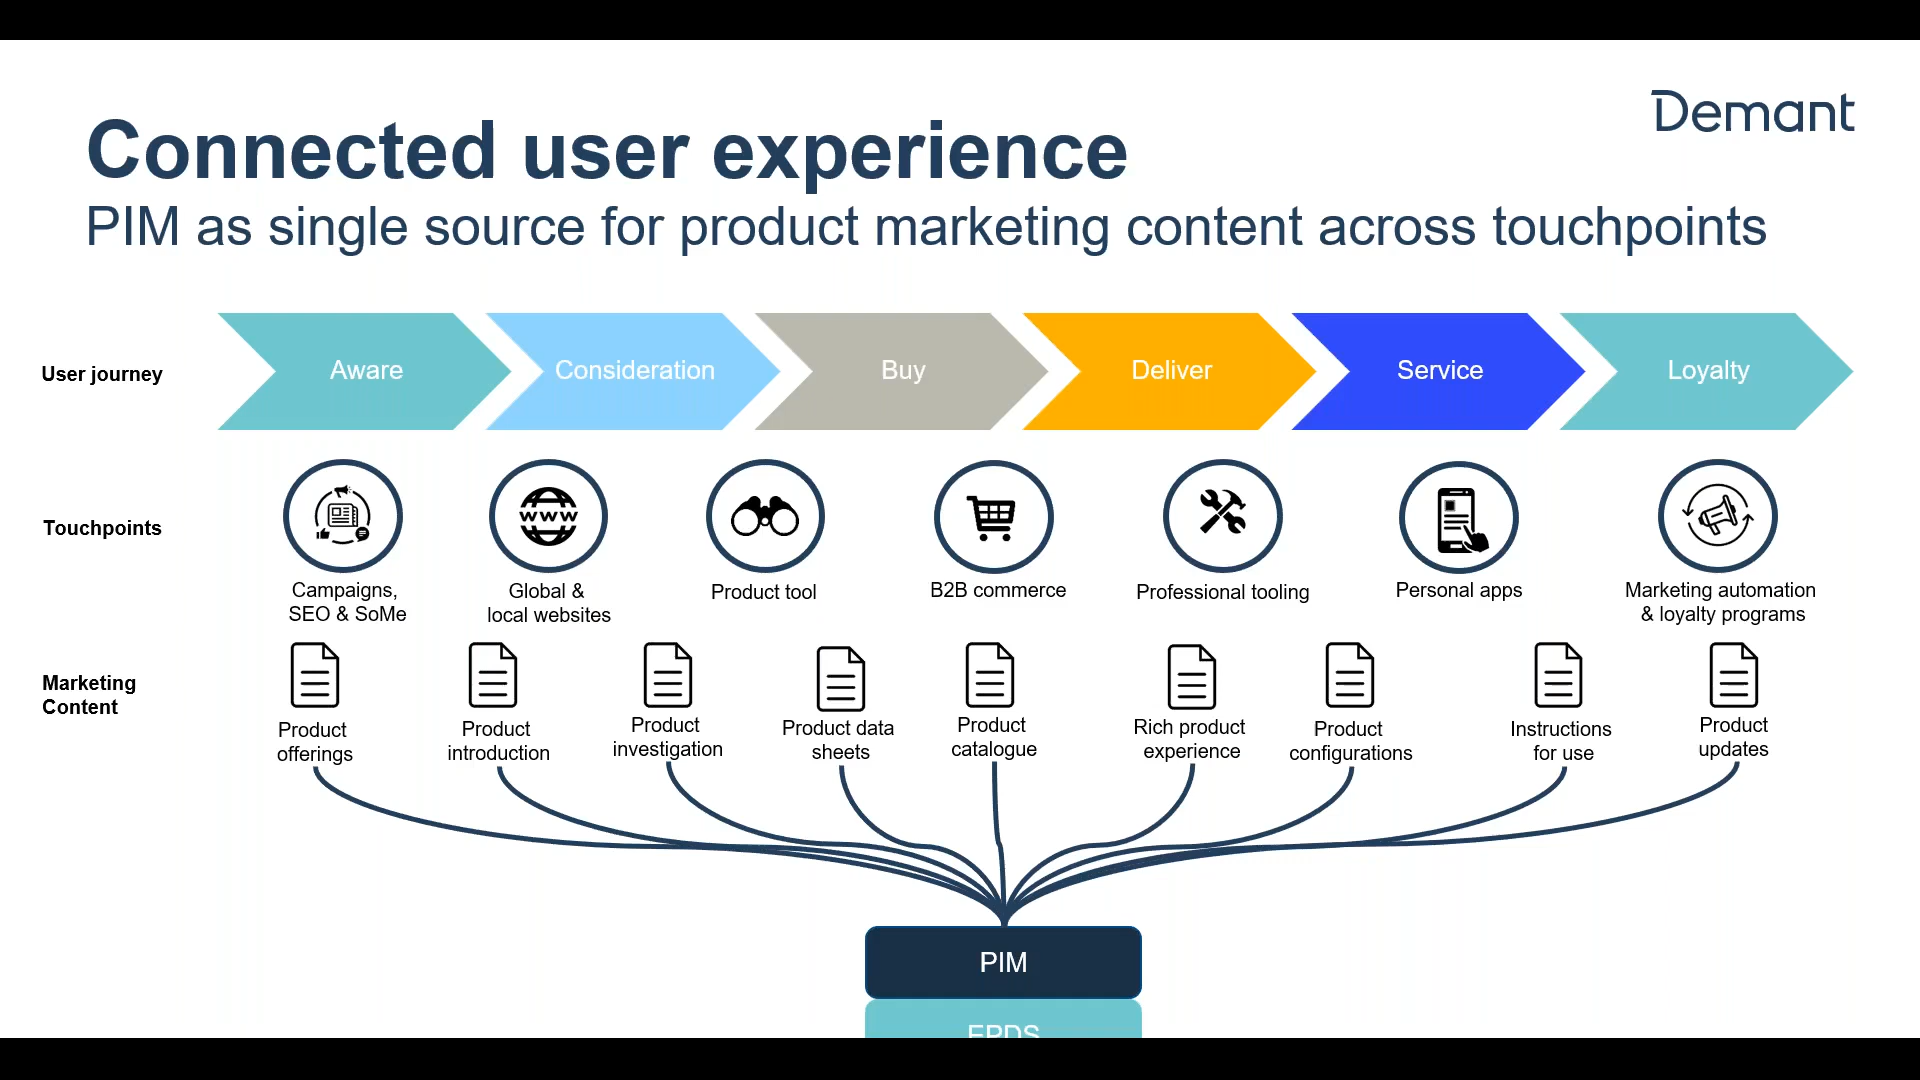 Demant
Connected user experience
PIM as single source for product marketing content across touchpoints
User journey
Aware
Consideration
Buy
Deliver
Service
Loyalty
Touchpoints
WWW
Campaigns,
SEO & SoMe
Global &
local websites
Product tool
B2B commerce
Professional tooling
Personal apps
Marketing automation
& loyalty programs
Marketing
Content
Product
offerings
Product
introduction
Product
investigation
Product data
sheets
Product
catalogue
Rich product
experience
Product
configurations
Instructions
for use
Product
updates
PIM